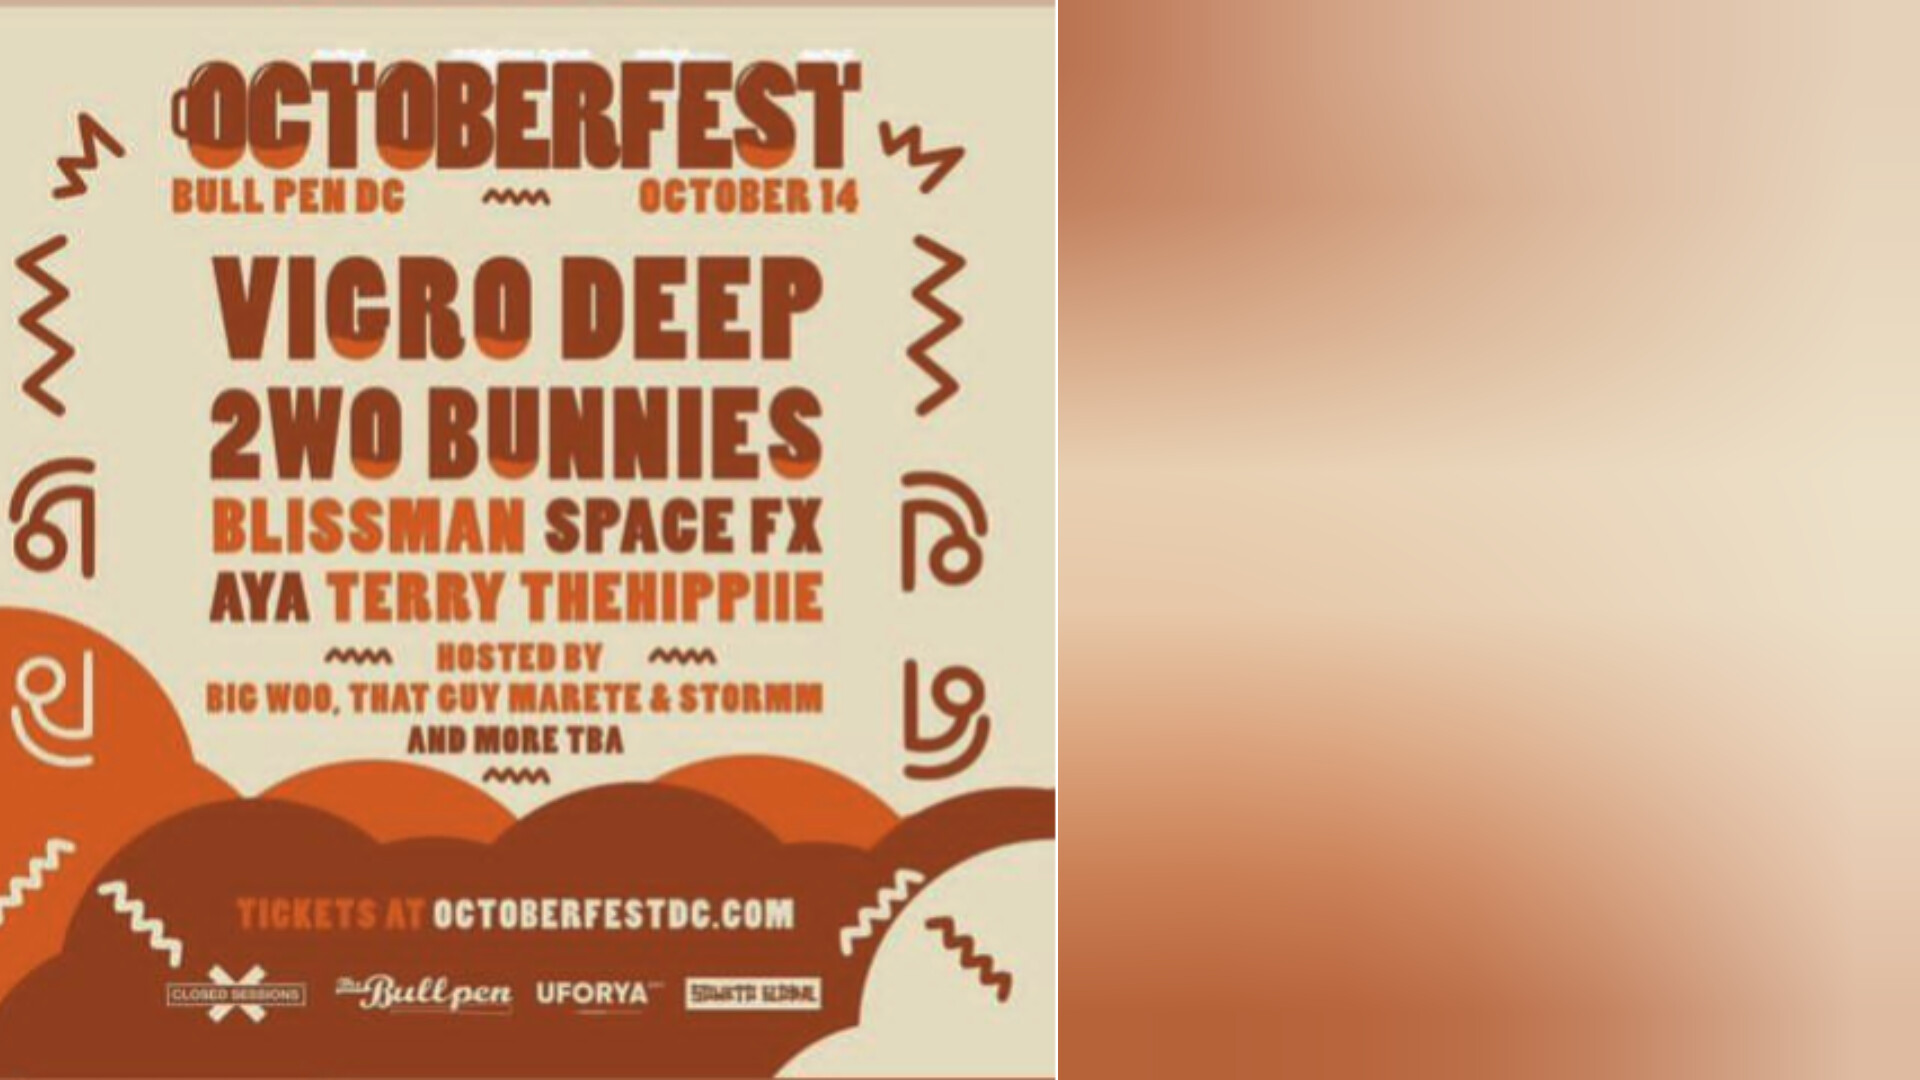 OCTOBERFEST
BULL PEN DC OCTOBER 14
VIGRO DEEP
2WO BUNNIES
BLISSMAN SPACE FX
AYA TERRY THEHIPPIIE
HOSTED BY
BIG WOO, THAT GUY MARETE & STORMM
AND MORE TBA
TICKETS AT OCTOBERFESTDC.COM
CLOSED SESSIONS The Bullpen UFORYA